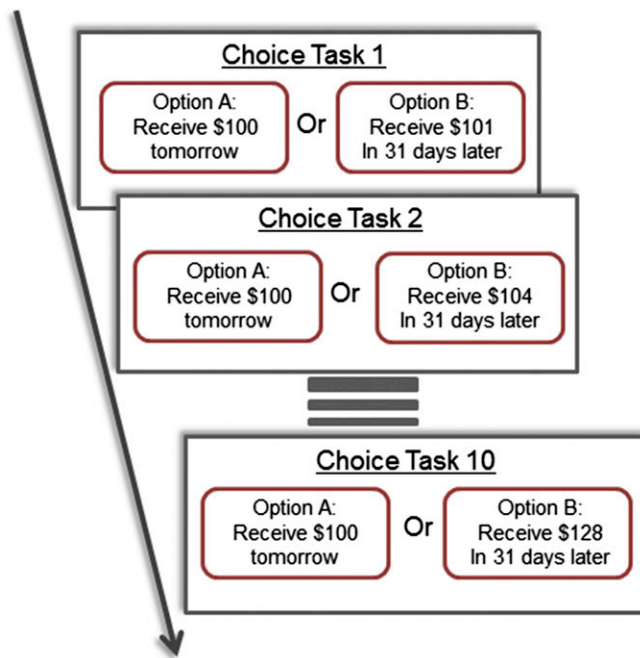 Choice Task 1
Option A:
Receive $100
tomorrow
Or
Option B:
Receive $101
In 31 days later
Choice Task 2
Option A:
Receive $100
tomorrow
Or
Option B:
Receive $104
In 31 days later
Choice Task 10
Option A:
Receive $100
tomorrow
Or
Option B:
Receive $128
In 31 days later